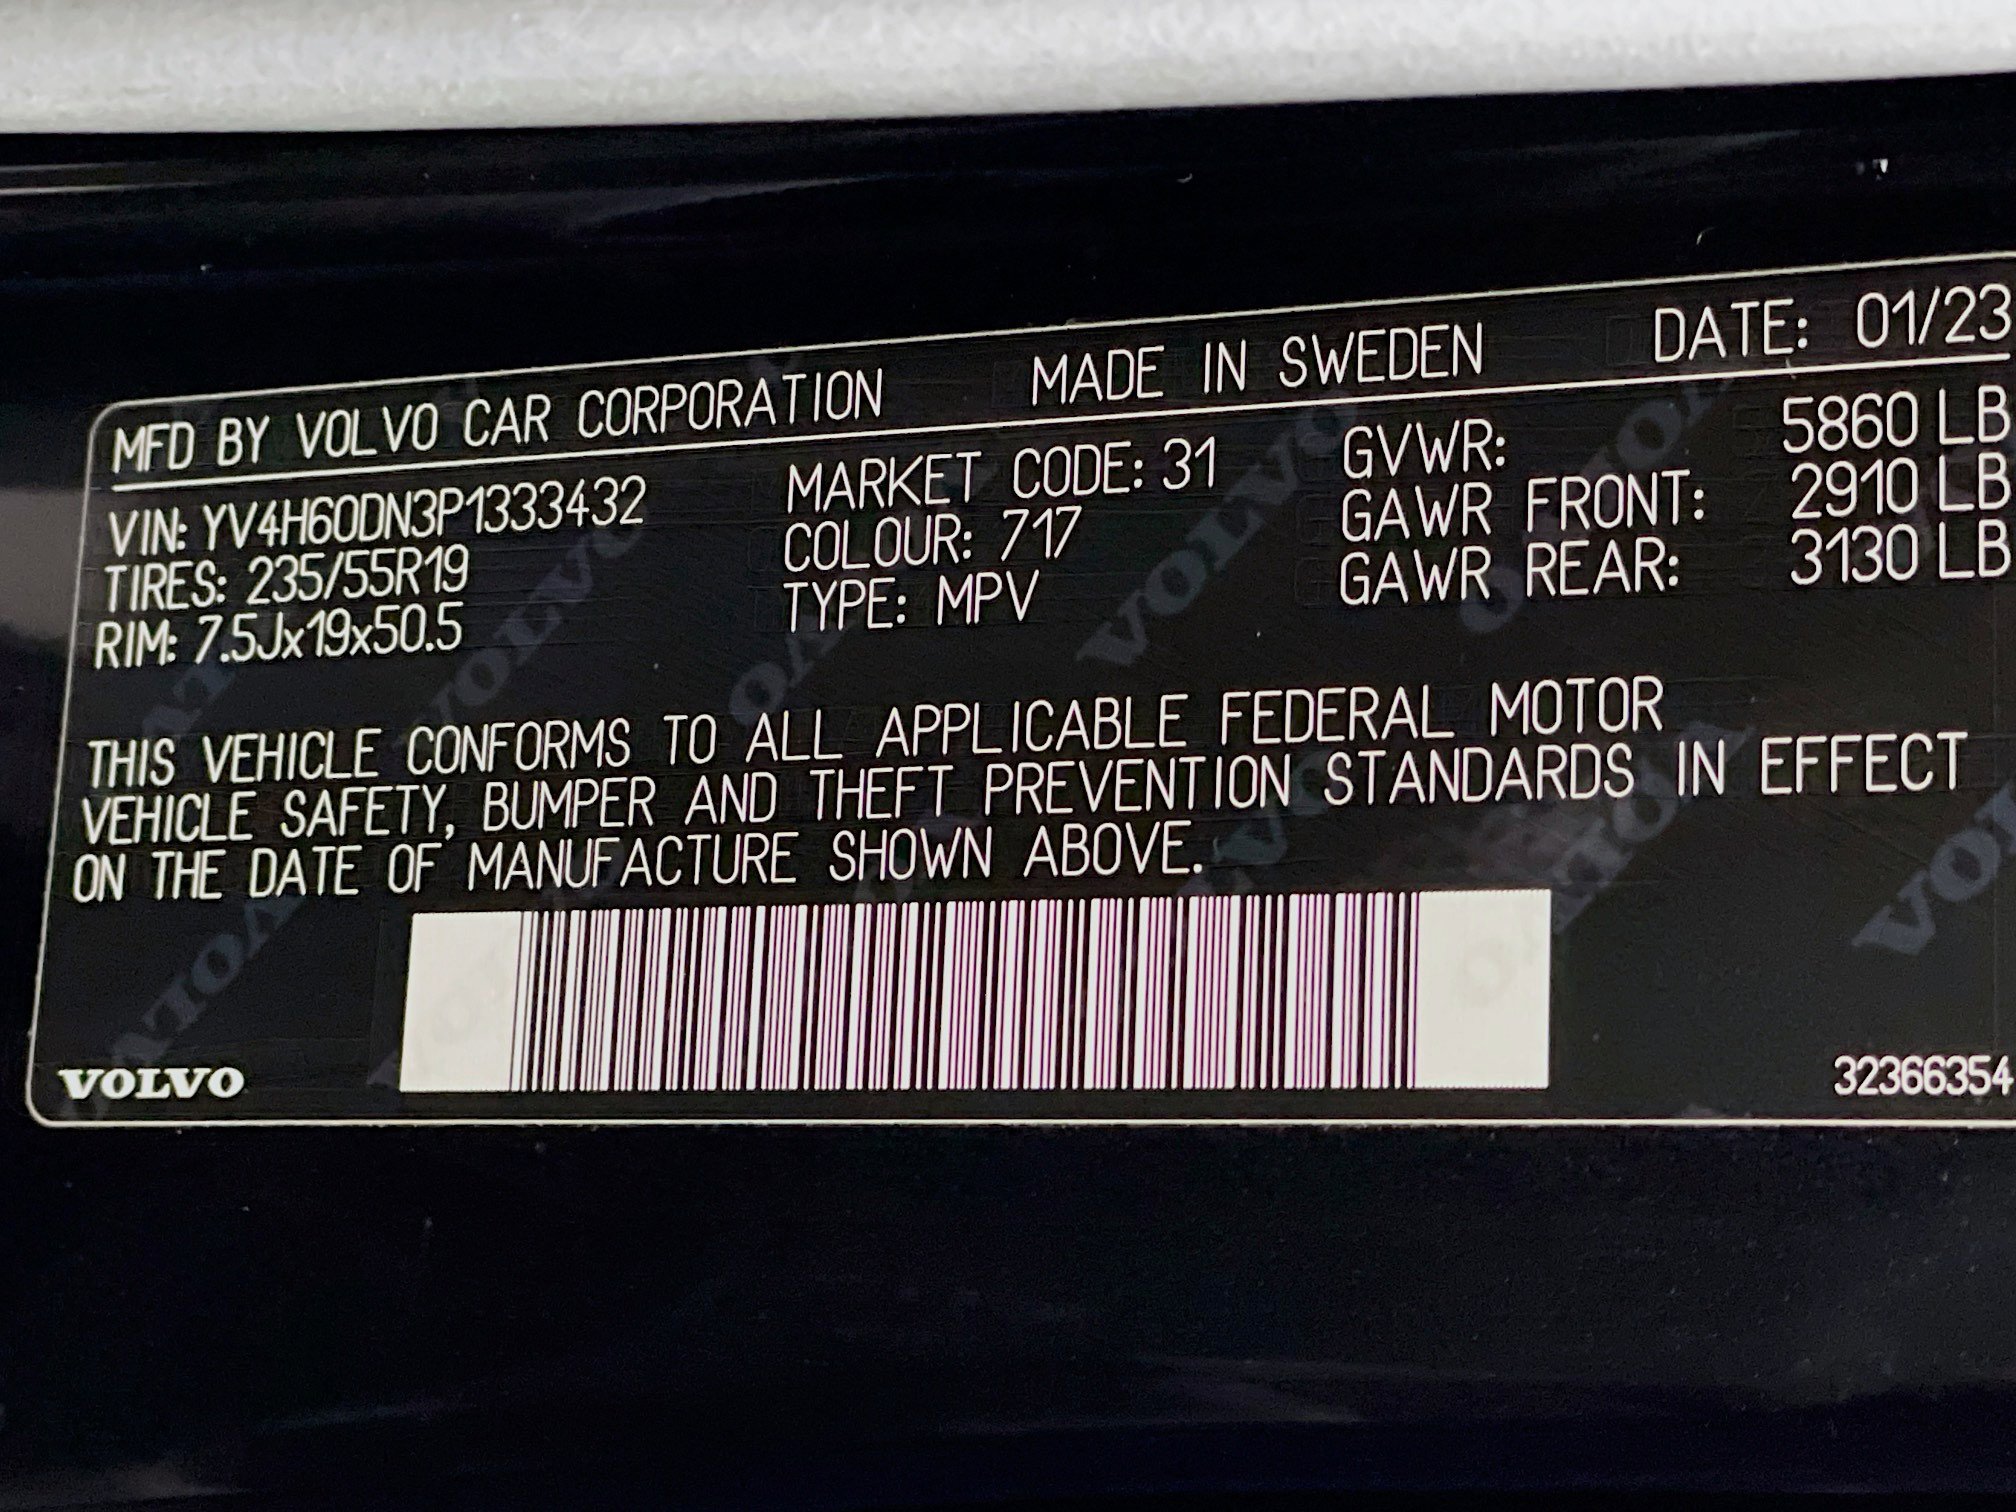 MFD BY VOLVO CAR CORPORATION MADE IN SWEDEN DATE: 01/23
VIN: YV4H60DN3P1333432 MARKET CODE: 31 GVWR: 5860 LB
TIRES: 235/55R19 COLOUR: 717 GAWR FRONT: 2910 LB
RIM: 7.5Jx19x50.5 TYPE: MPV GAWR REAR: 3130 LB
THIS VEHICLE CONFORMS TO ALL APPLICABLE FEDERAL MOTOR
VEHICLE SAFETY, BUMPER AND THEFT PREVENTION STANDARDS IN EFFECT
ON THE DATE OF MANUFACTURE SHOWN ABOVE.
VOLVO 32366354